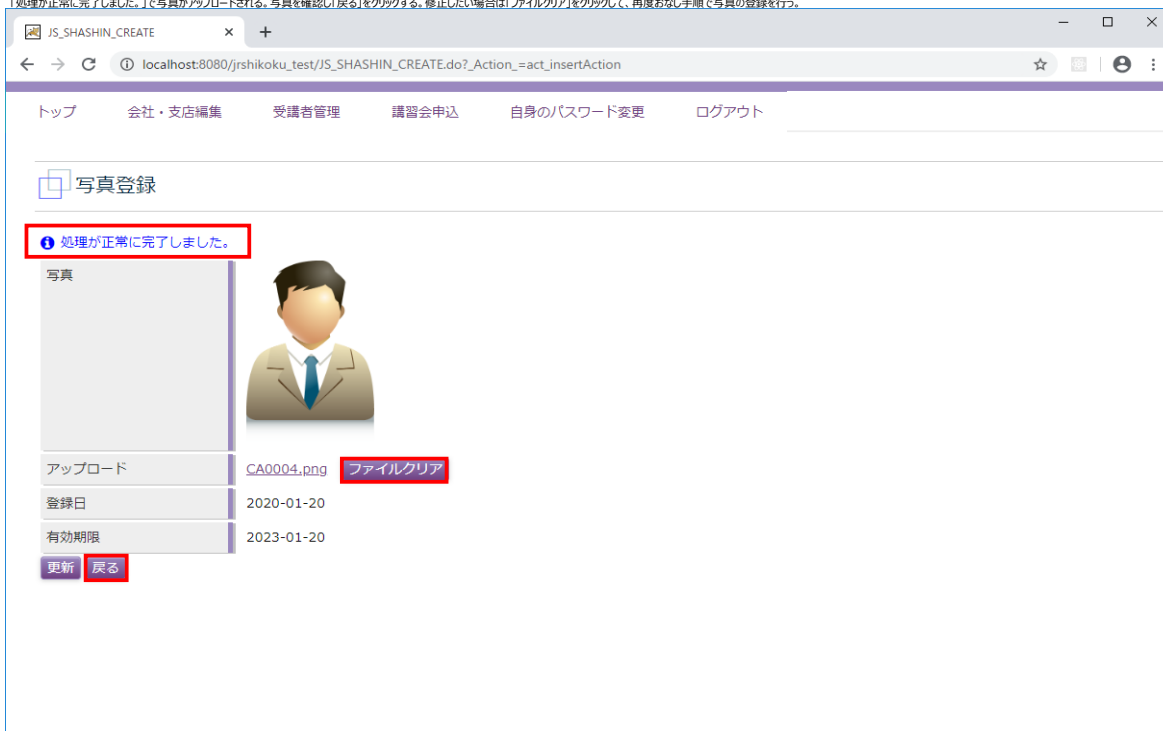 「処理が正常に完了しました。」で写真がアップロードされる。写真を確認し「戻る」をクリックする。修正したい場合は「ファイルクリア」をクリックして、再度おなし手順で写真の登録を行う。
JS_SHASHIN_CREATE
localhost:8080/jrshikoku_test/JS_SHASHIN_CREATE.do?_Action_=act_insertAction
トップ 会社・支店編集 受講者管理 講習会申込 自身のパスワード変更 ログアウト
写真登録
処理が正常に完了しました。
写真
アップロード CA0004.png ファイルクリア
登録日 2020-01-20
有効期限 2023-01-20
更新 戻る